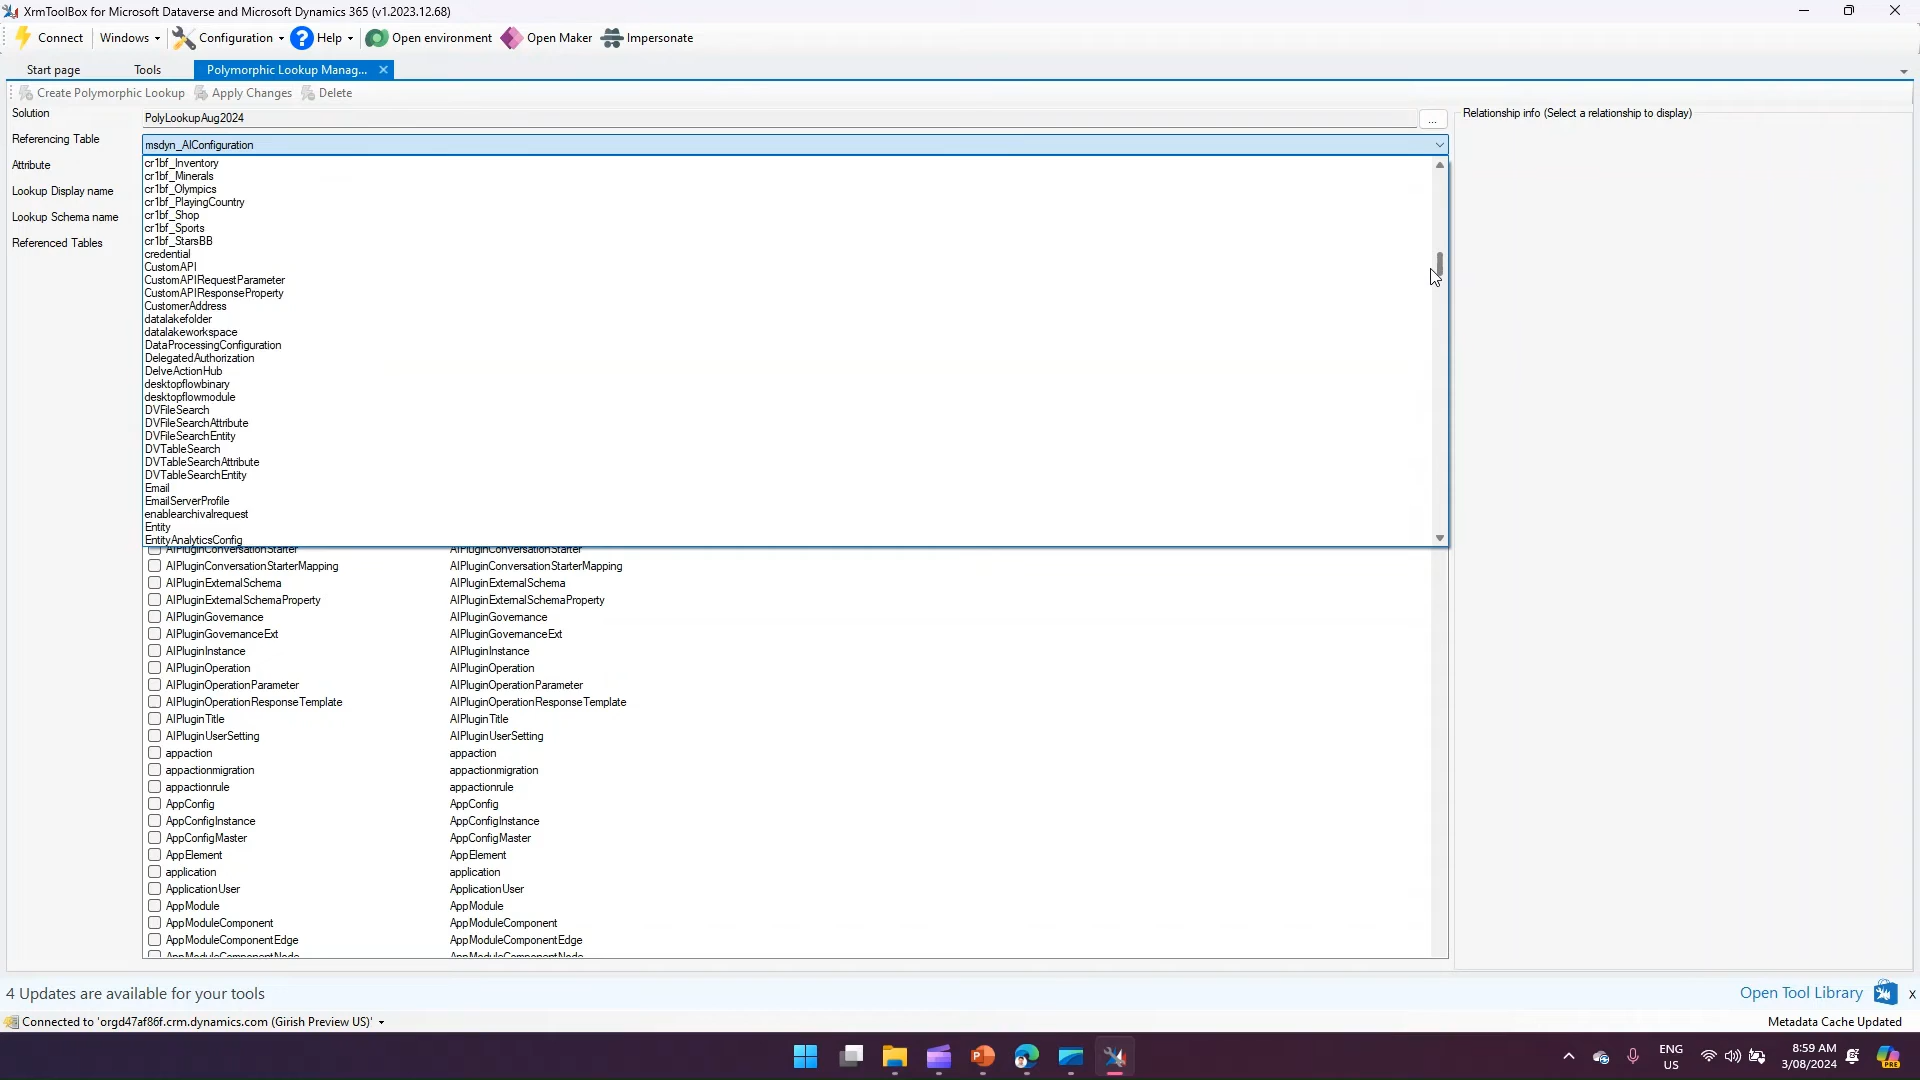 XrmToolBox for Microsoft Dataverse and Microsoft Dynamics 365 (v1.2023.12.68)
Connect Windows Configuration Help Open environment Open Maker Impersonate
Start page Tools Polymorphic Lookup Manag...
Create Polymorphic Lookup Apply Changes Delete
Solution PolyLookupAug2024 ... Relationship info (Select a relationship to display)
Referencing Table msdyn_AIConfiguration
Attribute
Lookup Display name
Lookup Schema name
Referenced Tables
cr1bf_Inventory
cr1bf_Minerals
cr1bf_Olympics
cr1bf_PlayingCountry
cr1bf_Shop
cr1bf_Sports
cr1bf_StarsBB
credential
CustomAPI
CustomAPIRequestParameter
CustomAPIResponseProperty
CustomerAddress
datalakefolder
datalakeworkspace
DataProcessingConfiguration
DelegatedAuthorization
DelveActionHub
desktopflowbinary
desktopflowmodule
DVFileSearch
DVFileSearchAttribute
DVFileSearchEntity
DVTableSearch
DVTableSearchAttribute
DVTableSearchEntity
Email
EmailServerProfile
enablearchivalrequest
Entity
EntityAnalyticsConfig
AIPluginConversationStarter AIPluginConversationStarter
AIPluginConversationStarterMapping AIPluginConversationStarterMapping
AIPluginExternalSchema AIPluginExternalSchema
AIPluginExternalSchemaProperty AIPluginExternalSchemaProperty
AIPluginGovernance AIPluginGovernance
AIPluginGovernanceExt AIPluginGovernanceExt
AIPluginInstance AIPluginInstance
AIPluginOperation AIPluginOperation
AIPluginOperationParameter AIPluginOperationParameter
AIPluginOperationResponseTemplate AIPluginOperationResponseTemplate
AIPluginTitle AIPluginTitle
AIPluginUserSetting AIPluginUserSetting
appaction appaction
appactionmigration appactionmigration
appactionrule appactionrule
AppConfig AppConfig
AppConfigInstance AppConfigInstance
AppConfigMaster AppConfigMaster
AppElement AppElement
application application
ApplicationUser ApplicationUser
AppModule AppModule
AppModuleComponent AppModuleComponent
AppModuleComponentEdge AppModuleComponentEdge
AppModuleComponentNode AppModuleComponentNode
4 Updates are available for your tools Open Tool Library x
Connected to 'orgd47af86f.crm.dynamics.com (Girish Preview US)' Metadata Cache Updated
ENG 8:59 AM
US 3/08/2024
PRE